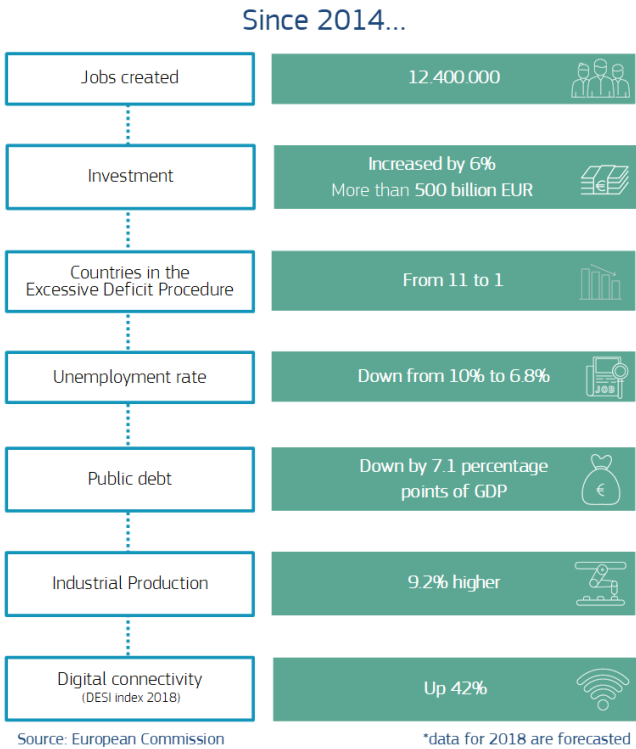 Since 2014...
Jobs created
12.400.000
Investment
Increased by 6%
More than 500 billion EUR
€
Countries in the
Excessive Deficit Procedure
From 11 to 1
Unemployment rate
Down from 10% to 6.8%
JOB
Public debt
Down by 7.1 percentage
points of GDP
€
Industrial Production
9.2% higher
Digital connectivity
(DESI index 2018)
Up 42%
Source: European Commission
*data for 2018 are forecasted